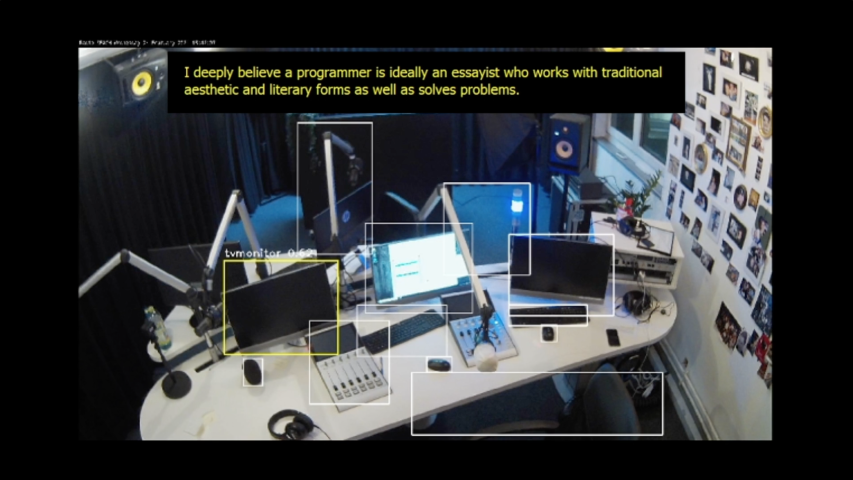 I deeply believe a programmer is ideally an essayist who works with traditional
aesthetic and literary forms as well as solves problems.
tvmonitor